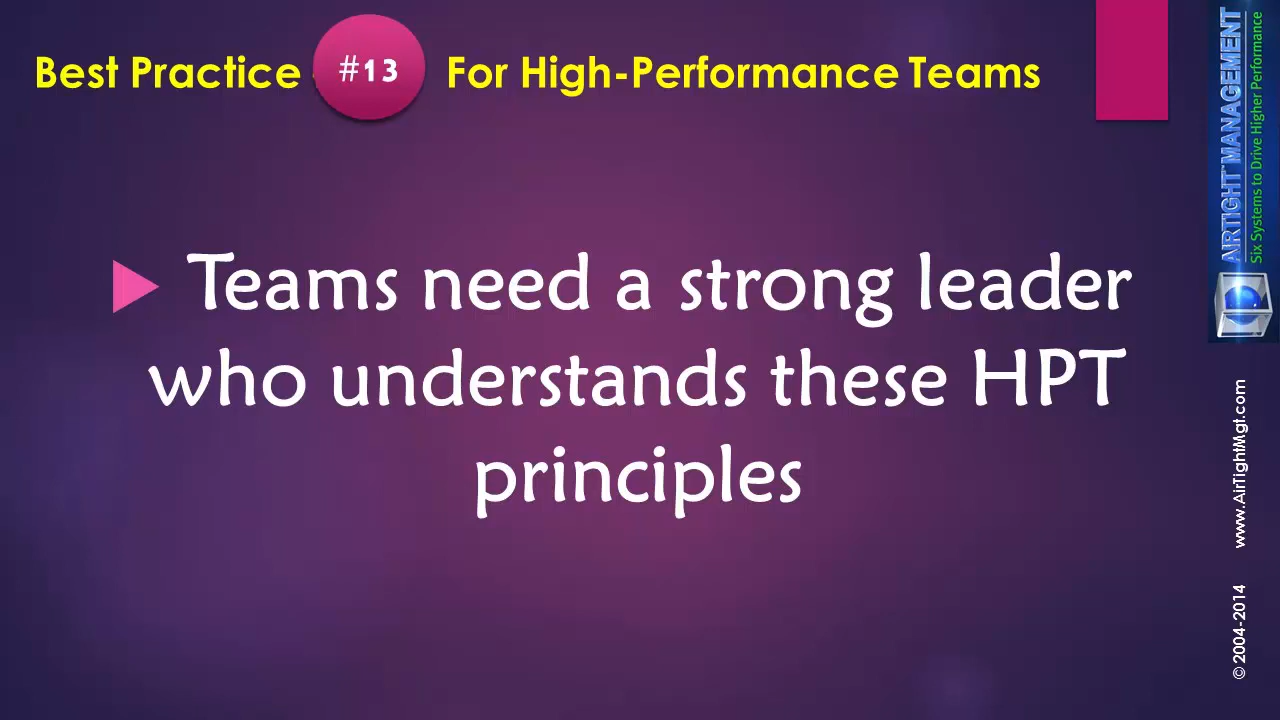 Best Practice #13 For High-Performance Teams
Teams need a strong leader
who understands these HPT
principles
AIRTIGHT MANAGEMENT
Six Systems to Drive Higher Performance
© 2004-2014 www.AirTightMgt.com